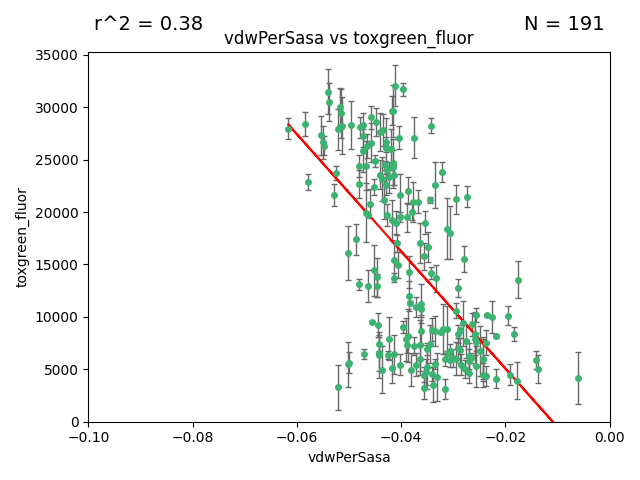 r^2 = 0.38
N = 191
vdwPerSasa vs toxgreen_fluor
35000
30000
25000
20000
15000
10000
5000
0
toxgreen_fluor
−0.10
−0.08
−0.06
−0.04
−0.02
0.00
vdwPerSasa